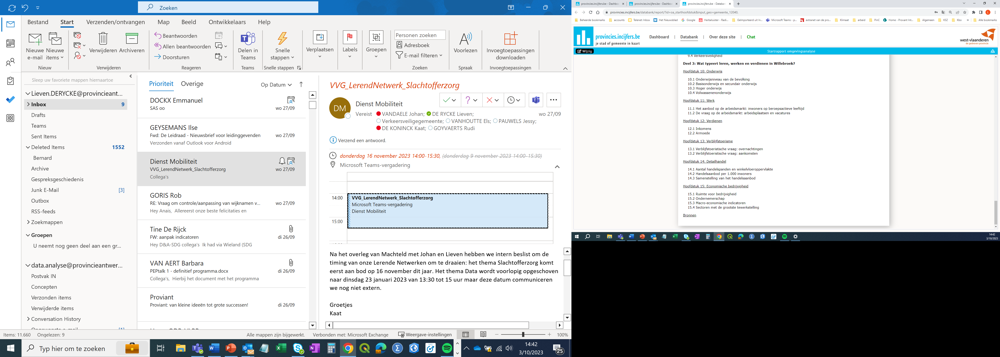 Zoeken
Bestand
Start
Verzenden/ontvangen
Map
Beeld
Ontwikkelaars
Help
Nieuwe e-mail
Nieuwe items
Nieuw
Verwijderen
Archiveren
Verwijderen
Beantwoorden
Allen beantwoorden
Doorsturen
Reageren
Delen in Teams
Teams
Snelle stappen
Snelle stappen
Verplaatsen
Labels
Groepen
Personen zoeken
Adresboek
E-mail filteren
Zoeken
Voorlezen
Spraak
Invoegtoepassingen downloaden
Invoegtoepassingen
Sleep uw favoriete mappen hiernaartoe
Lieven.DERYCKE@provincieant...
Inbox 9
Drafts
Teams
Sent Items
Deleted Items 1552
Bernard
Archive
Gespreksgeschiedenis
Junk E-Mail [3]
Outbox
RSS-feeds
Zoekmappen
Groepen
U neemt nog geen deel aan een gr...
data.analyse@provincieantwer...
Postvak IN
Concepten
Verzonden items
Verwijderde items
Conversation History
Prioriteit
Overige
Op Datum
DOCKX Emmanuel
SAS oo wo 27/09
GEYSEMANS Ilse
Fwd: De Leidraad - Nieuwsbrief voor leidinggevenden wo 27/09
Verzonden vanaf Outlook voor Android
Dienst Mobiliteit
VVG_LerendNetwerk_Slachtofferzorg wo 27/09
Collega's
GORIS Rob
RE: Vraag om controle/aanpassing van wijknamen v... wo 27/09
Hey Anais, Allereerst onze beste felicitaties en
Tine De Rijck
FW: aanpak indicatoren di 26/09
Hey D&A-SDG collega's Ik had via Wieland (SDG
VAN AERT Barbara
PEPtalk 1 - definitief programma.docx di 26/09
Collega's, Hierbij het document met het programma
Proviant
Proviant: van kleine ideeën tot grote successen! di 26/09
VVG_LerendNetwerk_Slachtofferzorg
DM
Dienst Mobiliteit
Vereist VANDAELE Johan; DE RYCKE Lieven; wo 27/09
Verkeersveiligegemeente; VANHOUTTE Els; PAUWELS Jessy;
DE KONINCK Kaat; GOYVAERTS Rudi
Verzend een antwoord.
donderdag 16 november 2023 14:00-15:30, (donderdag 9 november 2023 14:00-15:30)
Microsoft Teams-vergadering
14:00
VVG_LerendNetwerk_Slachtofferzorg
Microsoft Teams-vergadering
Dienst Mobiliteit
15:00
Na het overleg van Machteld met Johan en Lieven hebben we intern beslist om de
timing van onze Lerende Netwerken om te draaien: het thema Slachtofferzorg komt
eerst aan bod op 16 november dit jaar. Het thema Data wordt voorlopig opgeschoven
naar dinsdag 23 januari 2023 van 13:30 tot 15 uur maar deze datum communiceren
we nog niet extern.
Groetjes
Kaat
Items: 11.660 Ongelezen: 9
Alle mappen zijn bijgewerkt.
Verbonden met: Microsoft Exchange
Weergave-instellingen
100%
Typ hier om te zoeken
14:42
3/10/2023
25
provincies.incijfers.be - Dashbo
provincies.incijfers.be - Dashbo
provincies.incijfers.be - Databan
provincies.incijfers.be/databank/report/?id=oa_starthoofdstuk&input_geo=gemeente_12040.
Beheerde bookmarks
accounts
Telenet: Inbox
Het Nieuwsblad
Google
Herbeluister - Radi...
Geïmporteerd uit In...
Microsoft Teams - p...
extranet van de pro...
Klimaat
arbeid
PinC
Home - Provant Int...
Algemeen
KSZ
Kbo
Alle bookmarks
provincies.incijfers.be
je stad of gemeente in kaart
Dashboard | Databank | Over deze site | Chat
west-vlaanderen
de gedreven provincie
Wijzig
Startrapport omgevingsanalyse
9.4 Verkeersveiligheid
Deel 3: Wat typeert leren, werken en verdienen in Willebroek?
Hoofdstuk 10: Onderwijs
10.1 Onderwijsniveau van de bevolking
10.2 Basisonderwijs en secundair onderwijs
10.3 Hoger onderwijs
10.4 Volwassenenonderwijs
Hoofdstuk 11: Werk
11.1 Het aanbod op de arbeidsmarkt: inwoners op beroepsactieve leeftijd
11.2 De vraag op de arbeidsmarkt: arbeidsplaatsen en vacatures
Hoofdstuk 12: Verdienen
12.1 Inkomens
12.2 Armoede
Hoofdstuk 13: Verblijfstoerisme
13.1 Verblijfstoeristische vraag: overnachtingen
13.2 Verblijfstoeristische vraag: aankomsten
Hoofdstuk 14: Detailhandel
14.1 Aantal handelspanden en winkelvloeroppervlakte
14.2 Handelsaanbod per 1.000 inwoners
14.3 Samenstelling van het handelsaanbod
Hoofdstuk 15: Economische bedrijvigheid
15.1 Ruimte voor bedrijvigheid
15.2 Ondernemerschap
15.3 Macro-economische indicatoren
15.4 Sectoren met de grootste tewerkstelling
Bronnen
14:42
3/10/2023